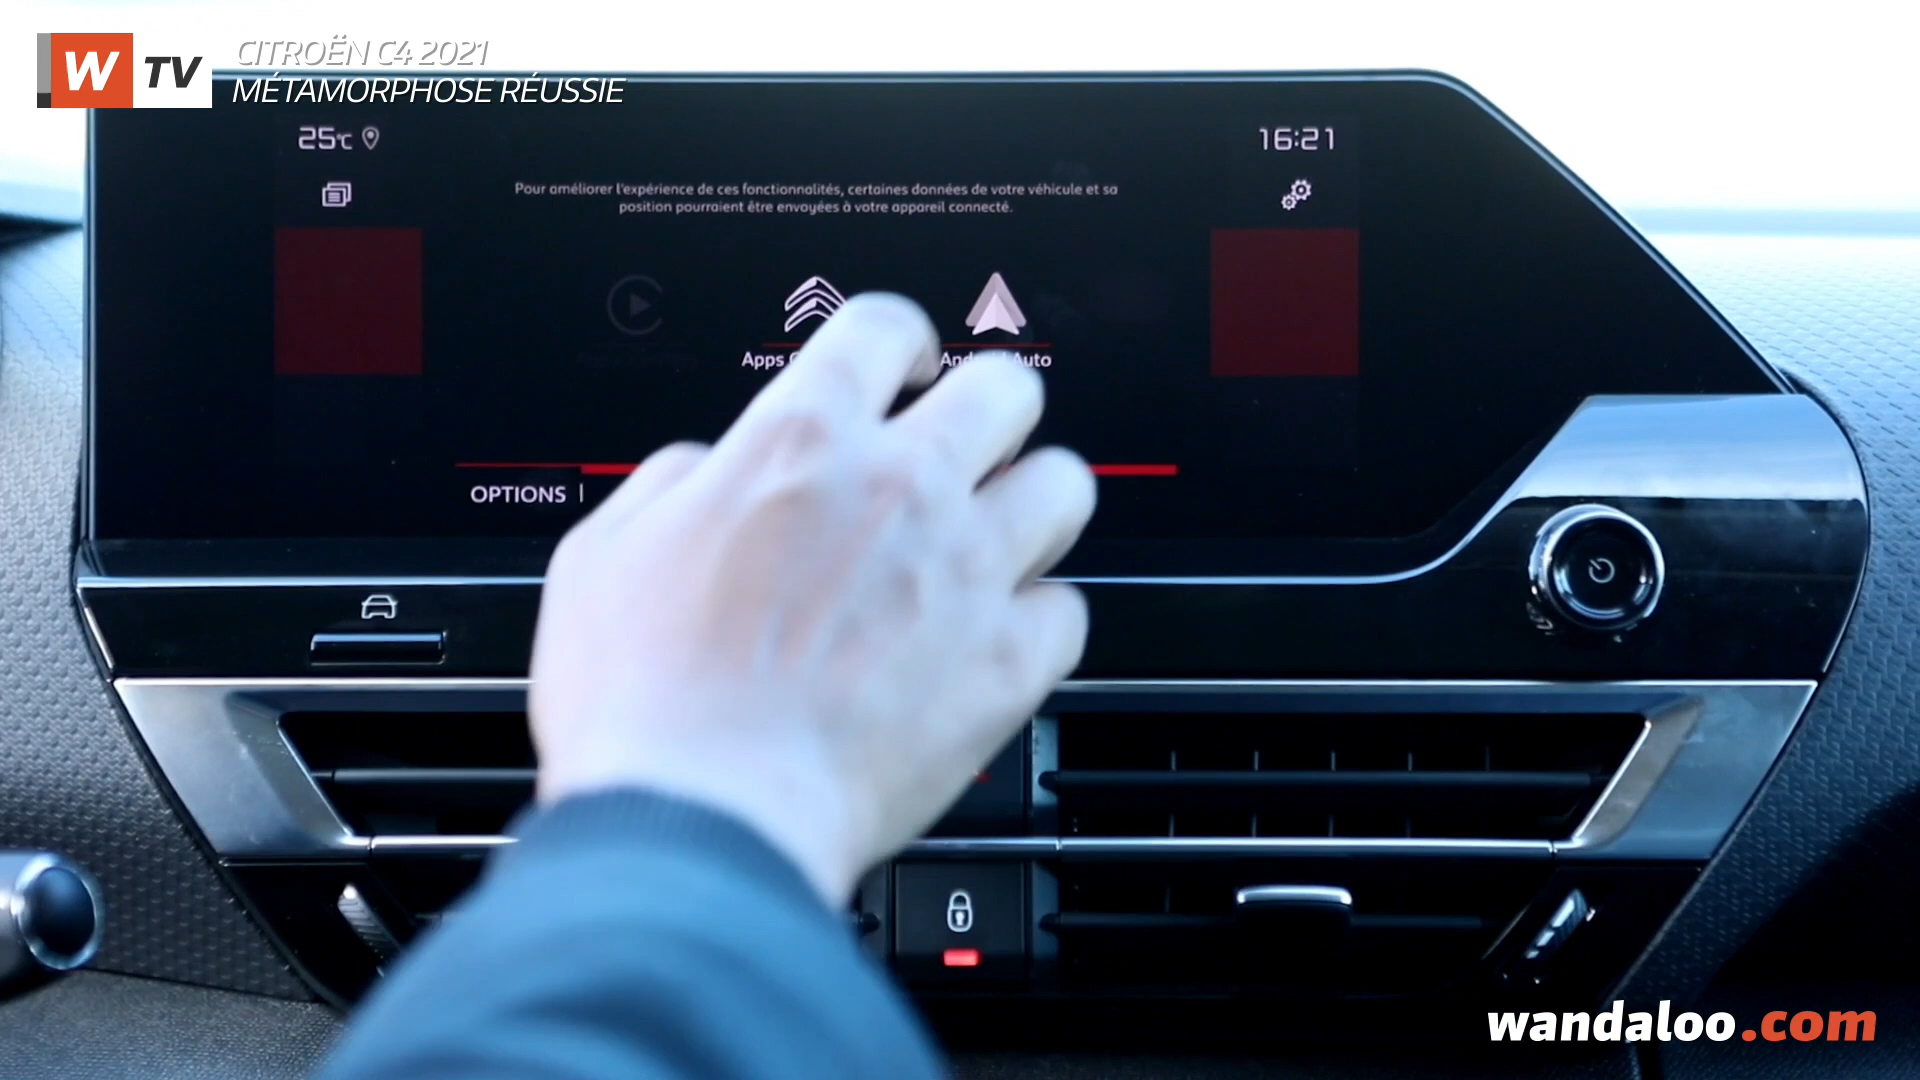 W TV
CITROËN C4 2021
MÉTAMORPHOSE RÉUSSIE
25°C
16:21
Pour améliorer l'expérience de ces fonctionnalités, certaines données de votre véhicule et sa
position pourraient être envoyées à votre appareil connecté.
Apps
Android Auto
OPTIONS
wandaloo.com